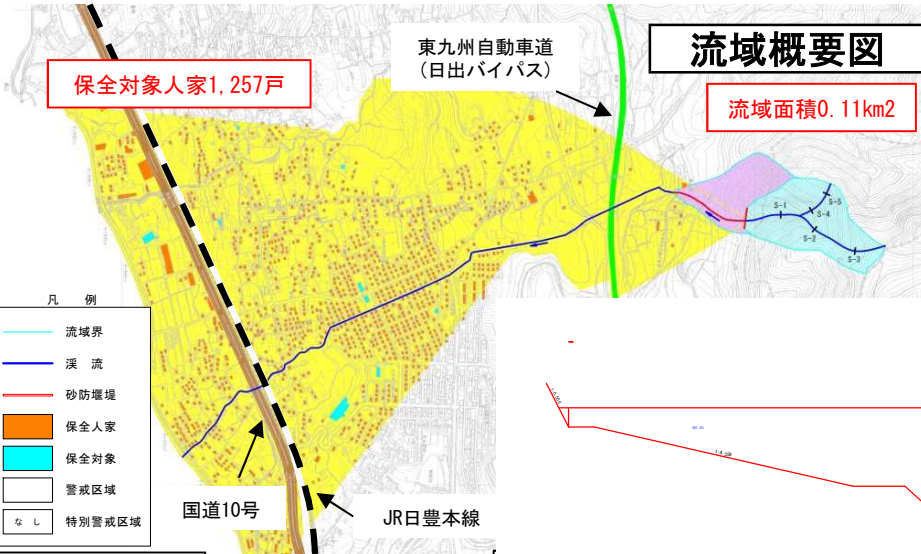 流域概要図
東九州自動車道
(日出バイパス)
保全対象人家1,257戸
流域面積0.11km2
S-1
S-5
S-4
S-2
S-3
凡 例
流域界
渓 流
砂防堰堤
保全人家
保全対象
警戒区域
な し 特別警戒区域
国道10号
JR日豊本線